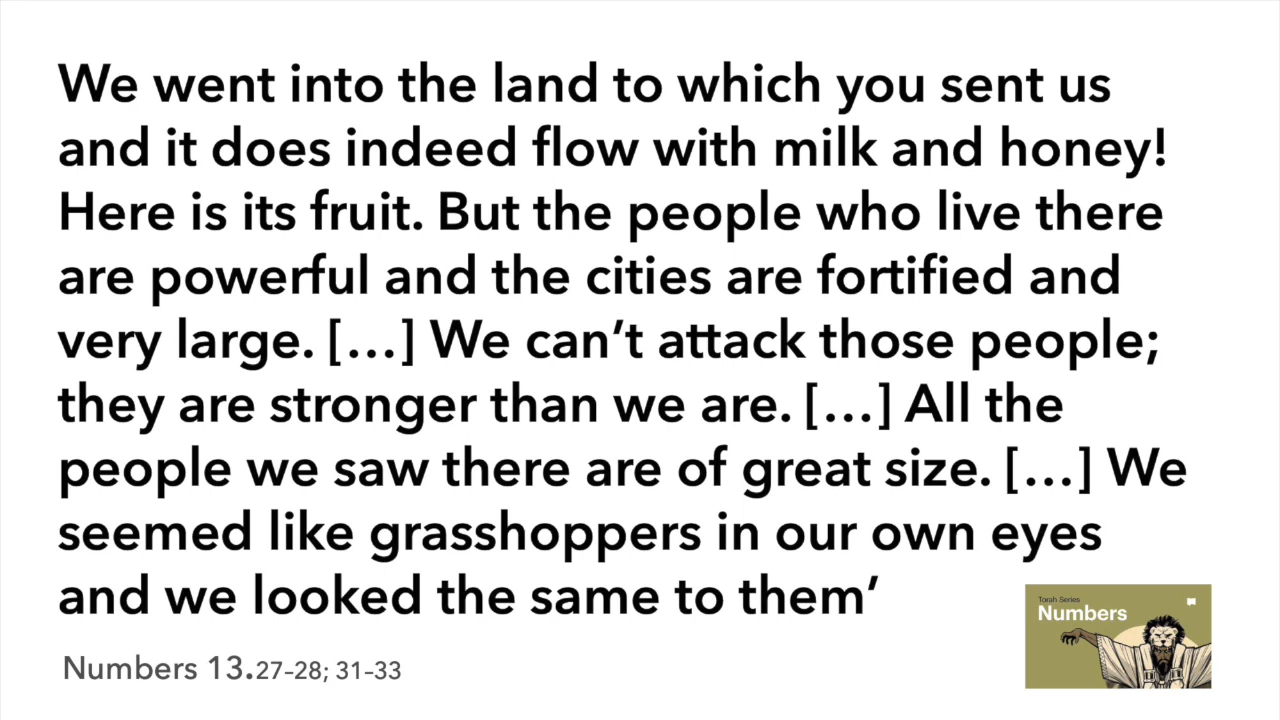 We went into the land to which you sent us
and it does indeed flow with milk and honey!
Here is its fruit. But the people who live there
are powerful and the cities are fortified and
very large. […] We can’t attack those people;
they are stronger than we are. […] All the
people we saw there are of great size. […] We
seemed like grasshoppers in our own eyes
and we looked the same to them’
Numbers 13.27–28; 31–33
Torah Series
Numbers